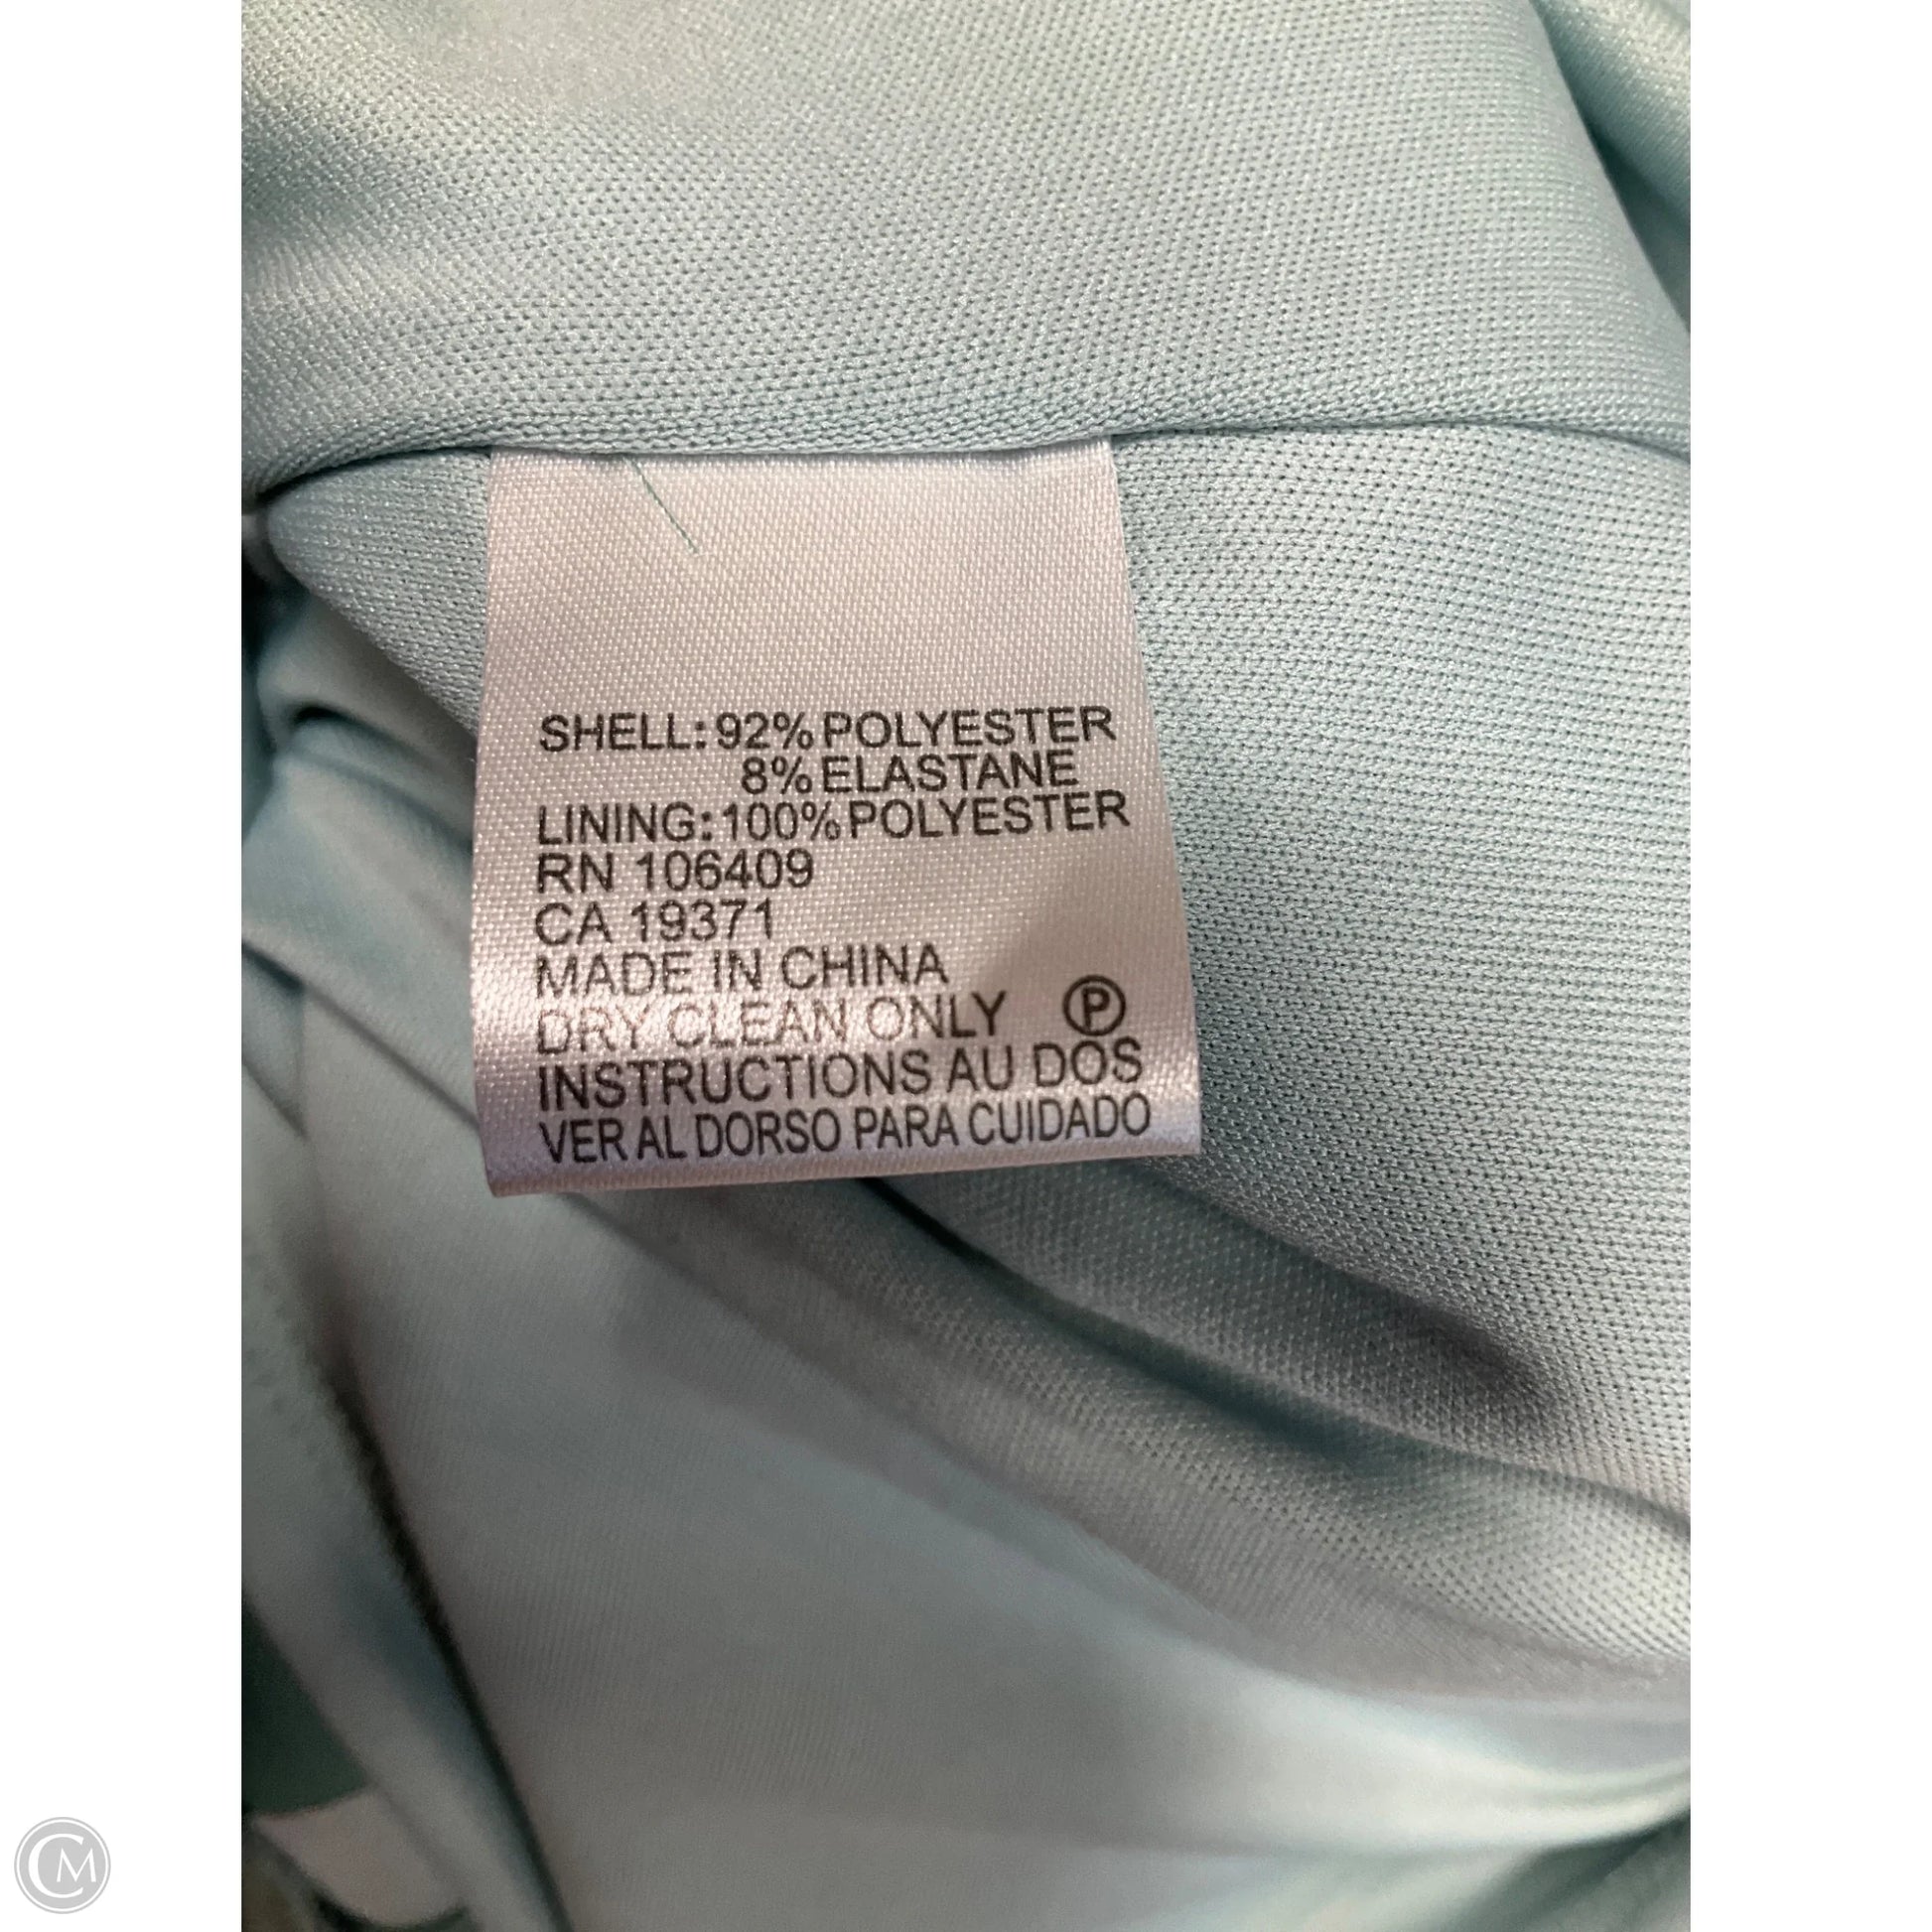 SHELL: 92% POLYESTER
8% ELASTANE
LINING: 100% POLYESTER
RN 106409
CA 19371
MADE IN CHINA
DRY CLEAN ONLY Ⓟ
INSTRUCTIONS AU DOS
VER AL DORSO PARA CUIDADO
CM